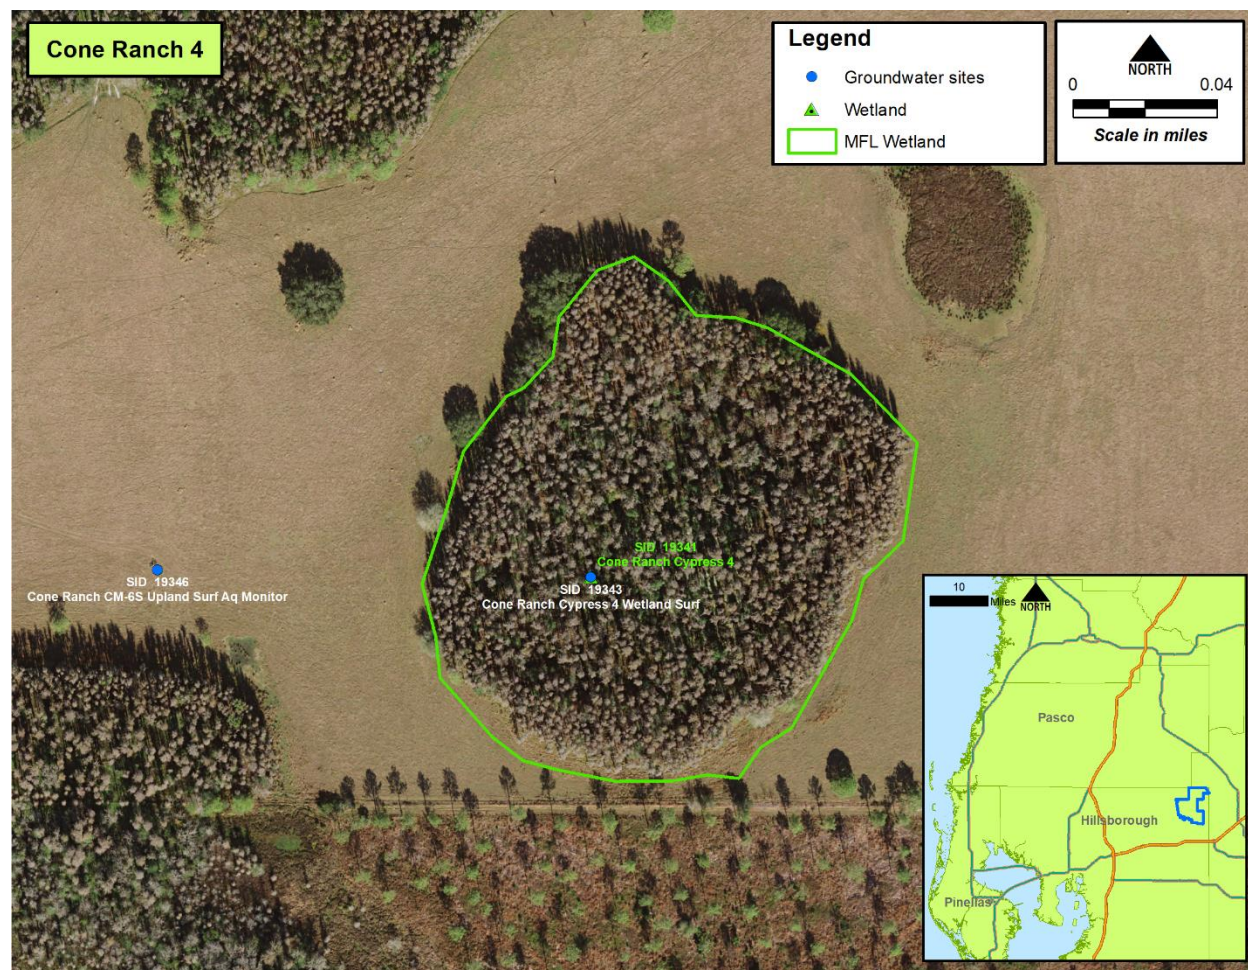 Cone Ranch 4
Legend
Groundwater sites
Wetland
MFL Wetland
NORTH
0 0.04
Scale in miles
SID 19341
Cone Ranch Cypress 4
SID 19343
Cone Ranch Cypress 4 Wetland Surf
SID 19346
Cone Ranch CM-6S Upland Surf Aq Monitor
10
Miles
NORTH
Pasco
Hillsborough
Pinellas